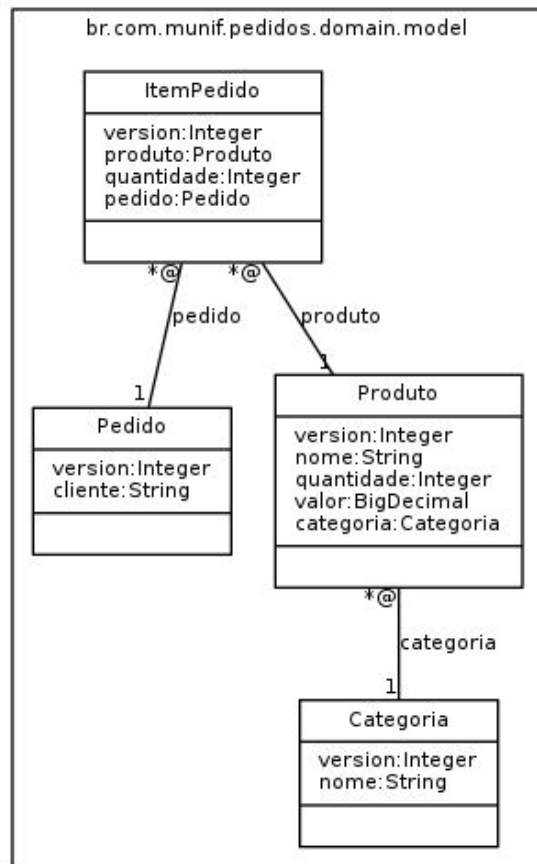 br.com.munif.pedidos.domain.model
ItemPedido
version:Integer
produto:Produto
quantidade:Integer
pedido:Pedido
*@
*@
pedido
produto
1
1
Pedido
version:Integer
cliente:String
Produto
version:Integer
nome:String
quantidade:Integer
valor:BigDecimal
categoria:Categoria
*@
categoria
1
Categoria
version:Integer
nome:String